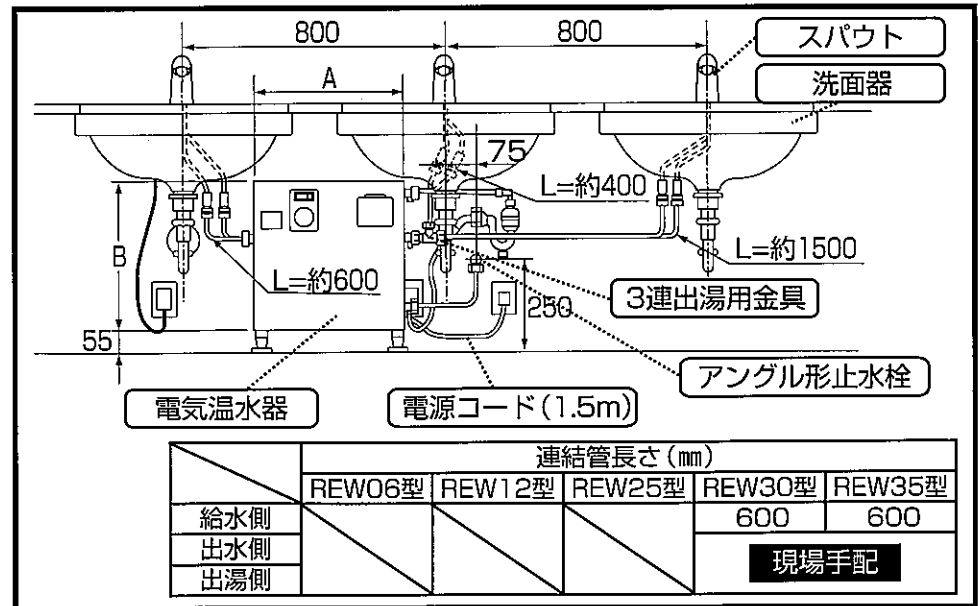 800
800
スパウト
洗面器
A
75
L=約400
B
L=約600
L=約1500
3連出湯用金具
250
55
アングル形止水栓
電気温水器
電源コード(1.5m)
連結管長さ(㎜)
REW06型 REW12型 REW25型 REW30型 REW35型
給水側 600 600
出水側
現場手配
出湯側